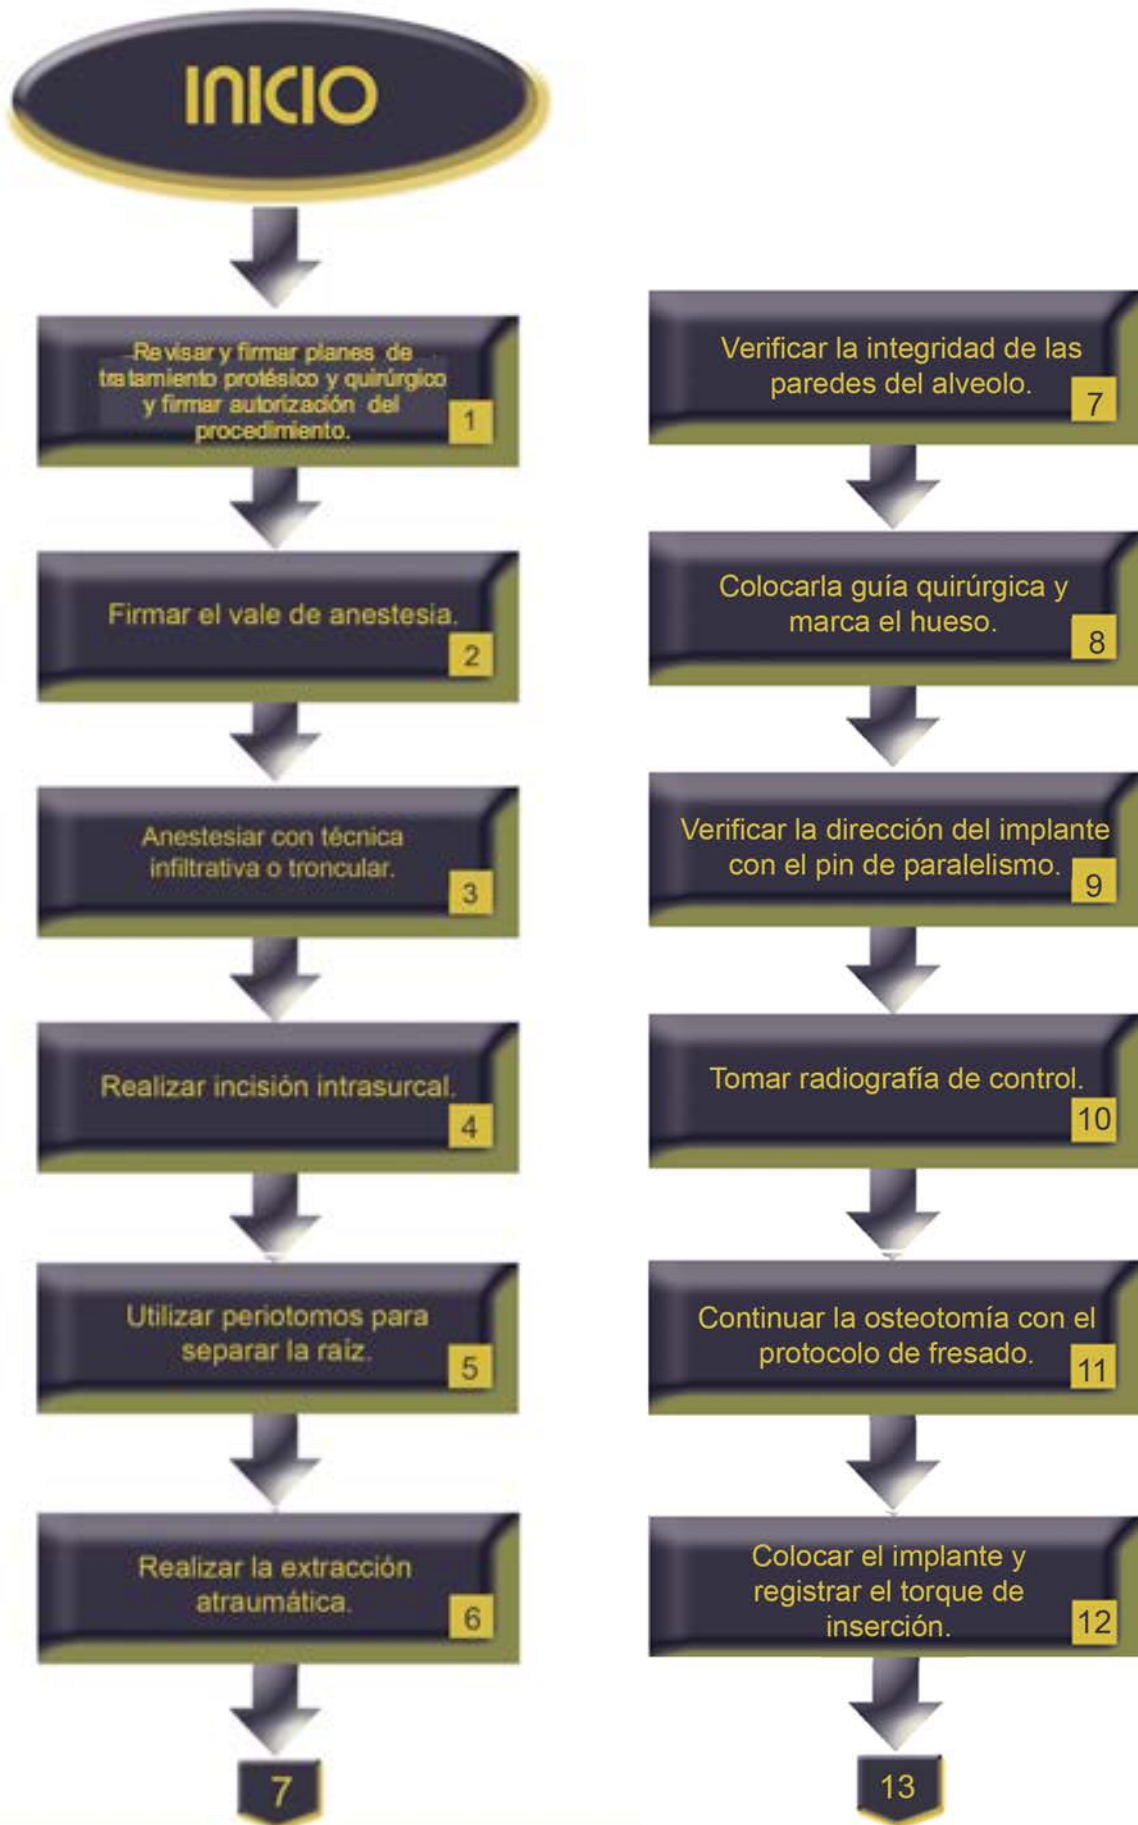 INICIO
Revisar y firmar planes de
tratamiento protésico y quirúrgico
y firmar autorización del
procedimiento.
1
Firmar el vale de anestesia.
2
Anestesiar con técnica
infiltrativa o troncular.
3
Realizar incisión intrasurcal.
4
Utilizar periotomos para
separar la raíz.
5
Realizar la extracción
atraumática.
6
7
Verificar la integridad de las
paredes del alveolo.
7
Colocarla guía quirúrgica y
marca el hueso.
8
Verificar la dirección del implante
con el pin de paralelismo.
9
Tomar radiografía de control.
10
Continuar la osteotomía con el
protocolo de fresado.
11
Colocar el implante y
registrar el torque de
inserción.
12
13